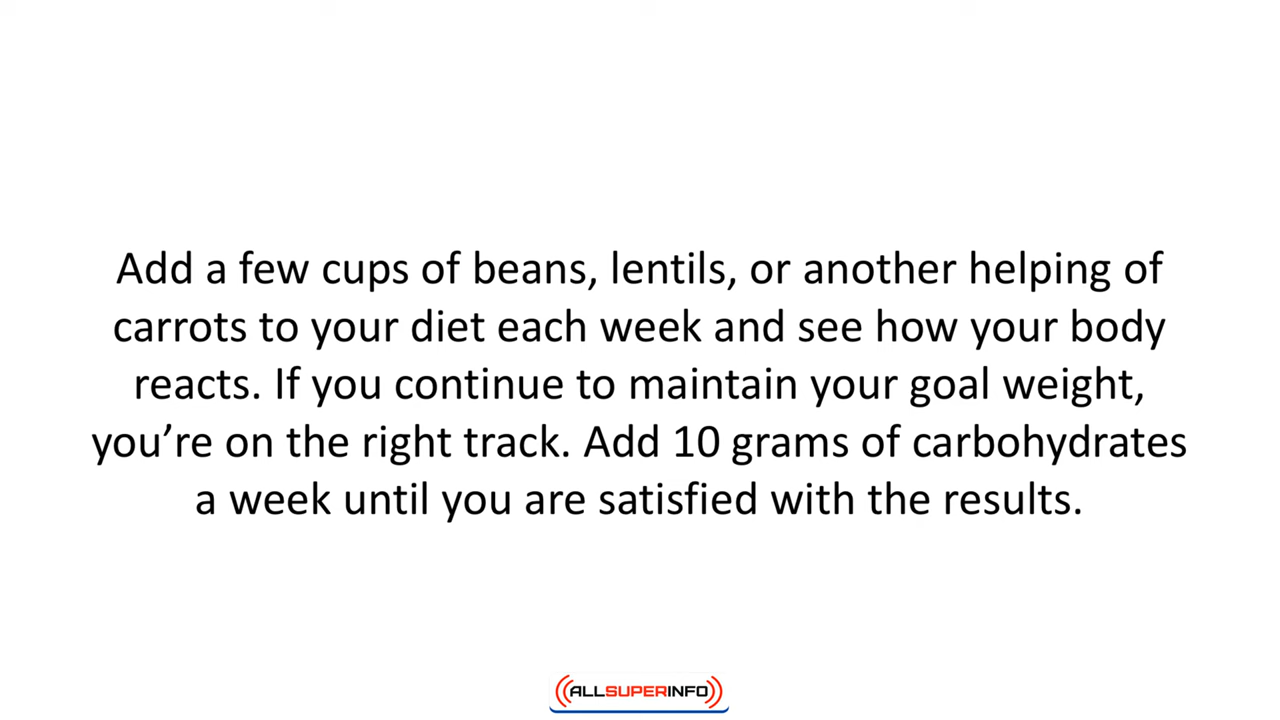 Add a few cups of beans, lentils, or another helping of
carrots to your diet each week and see how your body
reacts. If you continue to maintain your goal weight,
you’re on the right track. Add 10 grams of carbohydrates
a week until you are satisfied with the results.
ALLSUPERINFO